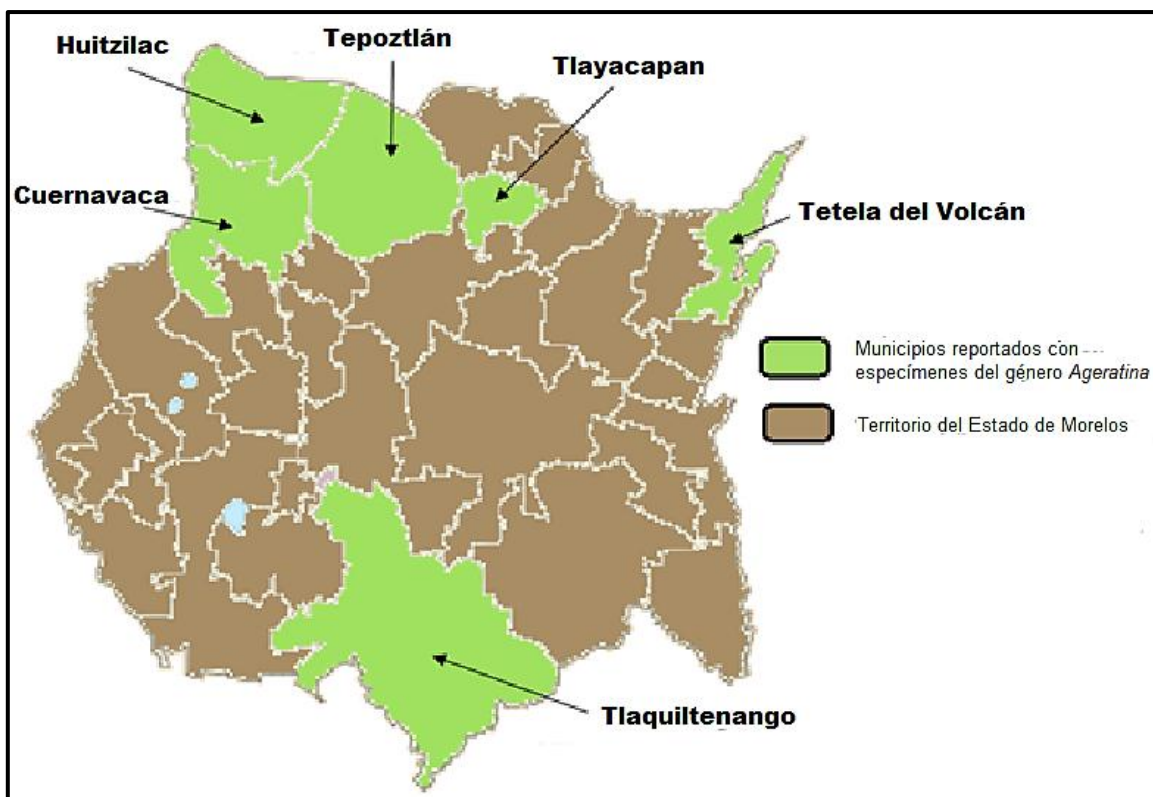 Huitzilac
Tepoztlán
Tlayacapan
Cuernavaca
Tetela del Volcán
Municipios reportados con
especímenes del género Ageratina
Territorio del Estado de Morelos
Tlaquiltenango